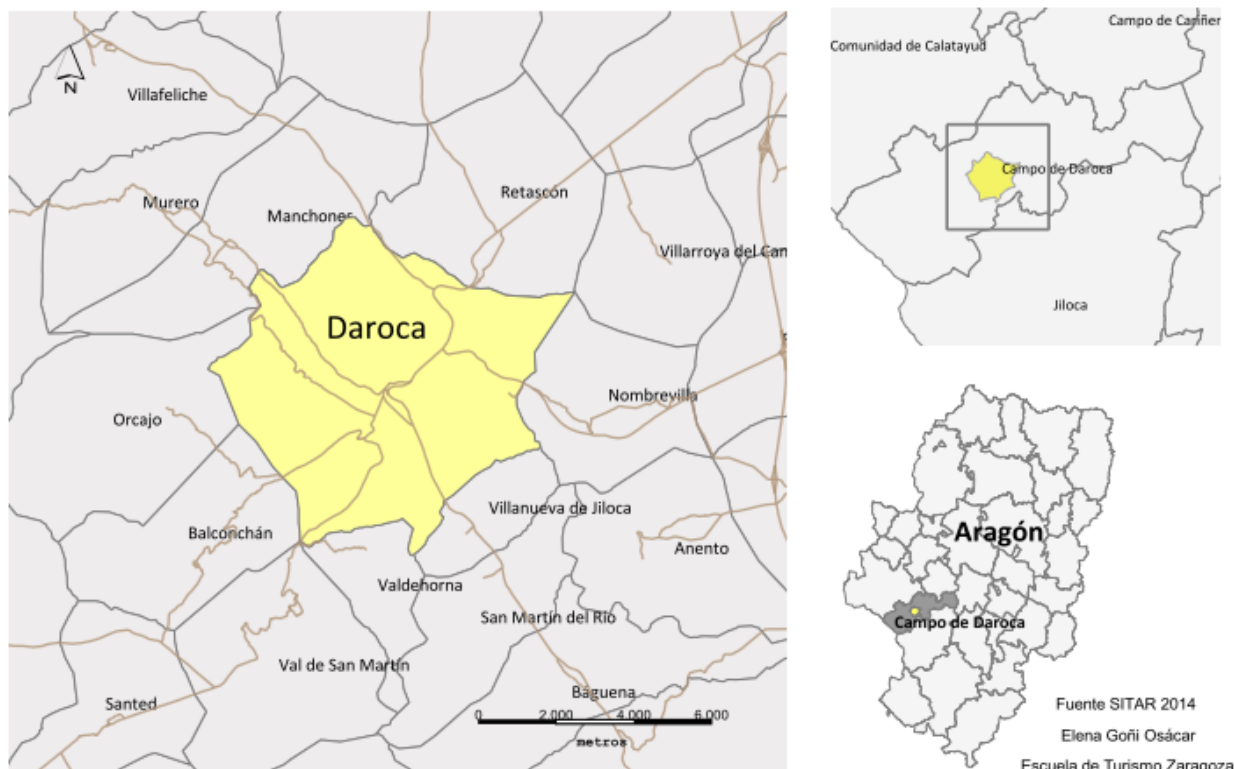 N
Villafeliche
Murero
Manchones
Retascón
Villarroya del Cam
Daroca
Nombrevilla
Orcajo
Balconchán
Villanueva de Jiloca
Anento
Valdehorna
San Martín del Río
Val de San Martín
Santed
Báguena
0 2.000 4.000 6.000
metros
Campo de Cariñer
Comunidad de Calatayud
Campo de Daroca
Jiloca
Aragón
Campo de Daroca
Fuente SITAR 2014
Elena Goñi Osácar
Escuela de Turismo Zaragoza